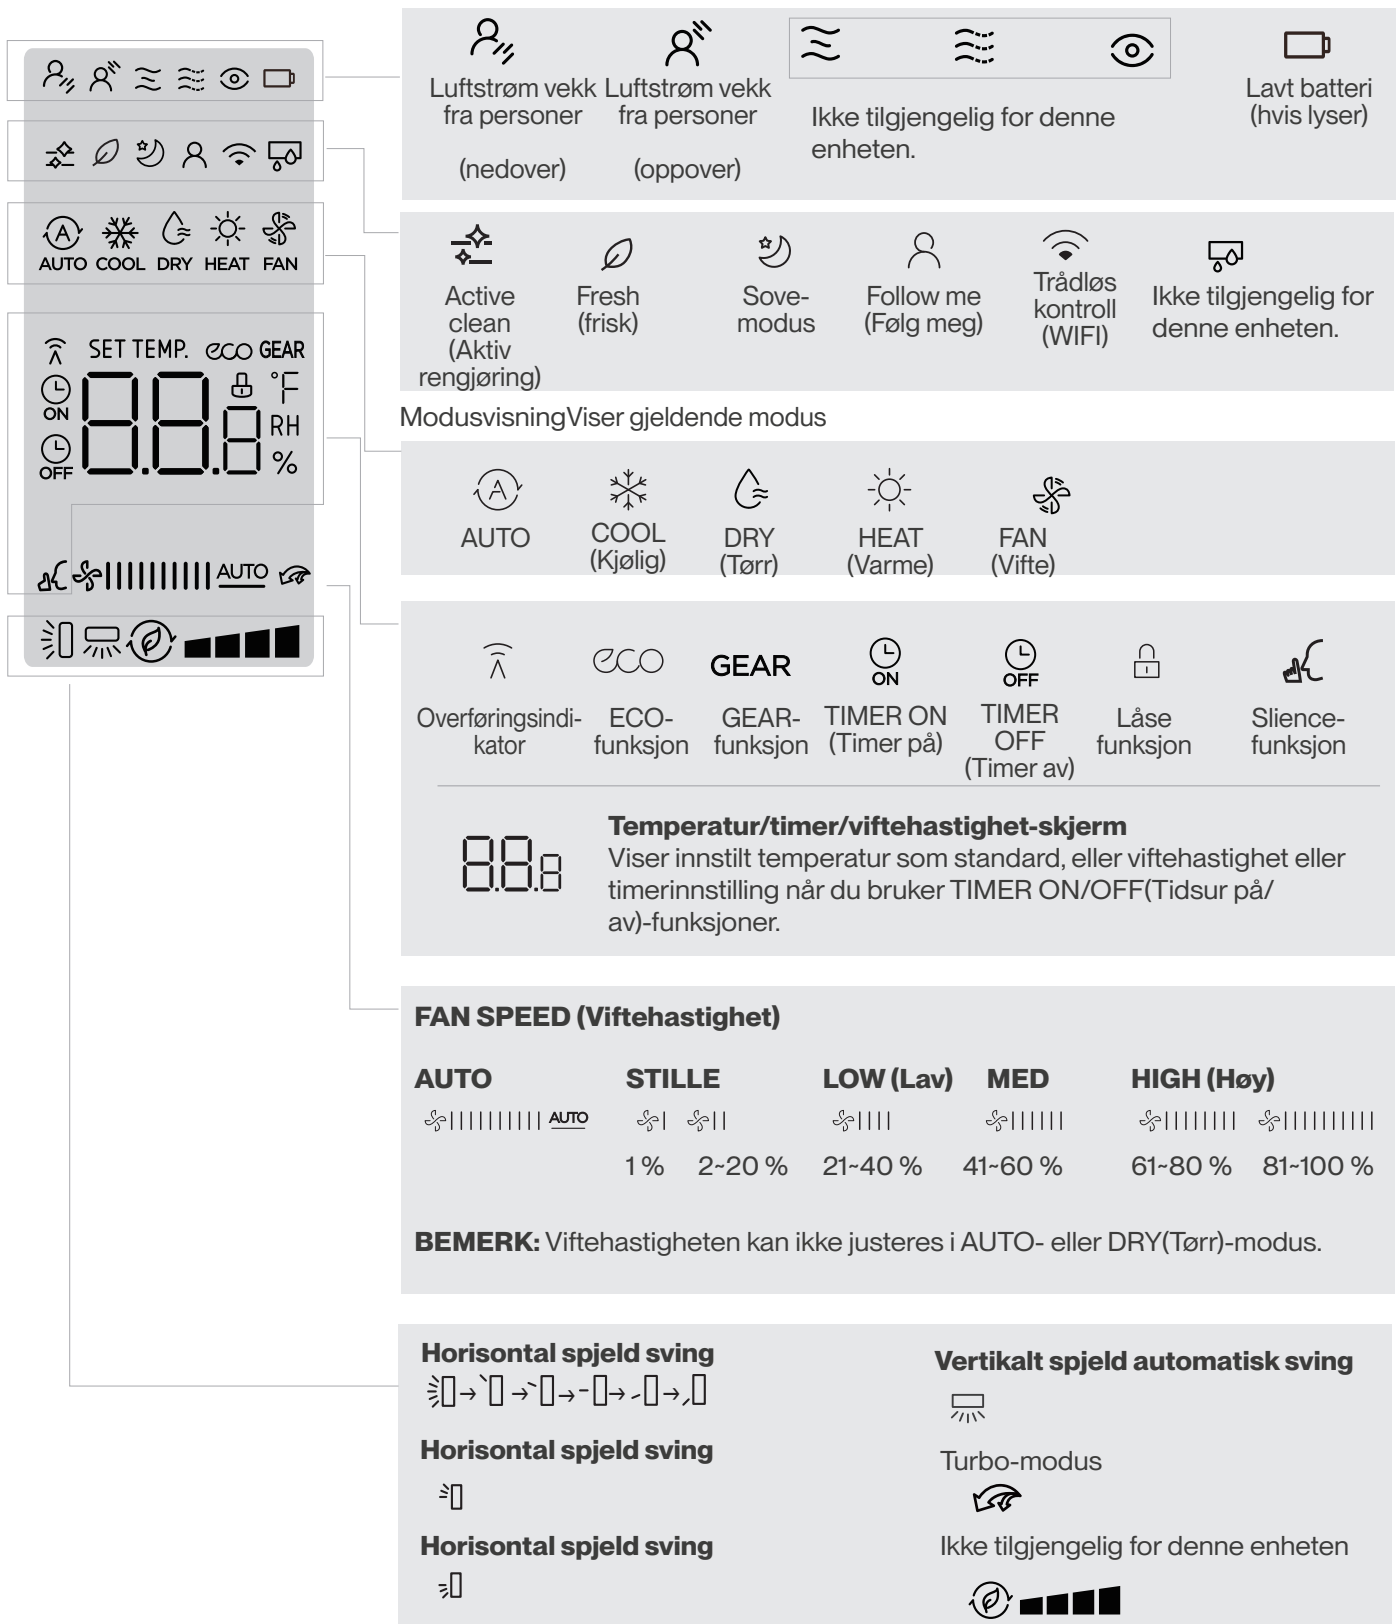 AUTO COOL DRY HEAT FAN
SET TEMP. eco GEAR
ON
°F
RH
OFF
%
AUTO
Luftstrøm vekk
fra personer
(nedover)
Luftstrøm vekk
fra personer
(oppover)
Ikke tilgjengelig for denne
enheten.
Lavt batteri
(hvis lyser)
Active
clean
(Aktiv
rengjøring)
Fresh
(frisk)
Sove-
modus
Follow me
(Følg meg)
Trådløs
kontroll
(WIFI)
Ikke tilgjengelig for
denne enheten.
ModusvisningViser gjeldende modus
AUTO
COOL
(Kjølig)
DRY
(Tørr)
HEAT
(Varme)
FAN
(Vifte)
eco
GEAR
ON
OFF
Overføringsindi-
kator
ECO-
funksjon
GEAR-
funksjon
TIMER ON
(Timer på)
TIMER
OFF
(Timer av)
Låse
funksjon
Slience-
funksjon
Temperatur/timer/viftehastighet-skjerm
Viser innstilt temperatur som standard, eller viftehastighet eller
timerinnstilling når du bruker TIMER ON/OFF(Tidsur på/
av)-funksjoner.
FAN SPEED (Viftehastighet)
AUTO STILLE LOW (Lav) MED HIGH (Høy)
AUTO
1 % 2~20 % 21~40 % 41~60 % 61~80 % 81~100 %
BEMERK: Viftehastigheten kan ikke justeres i AUTO- eller DRY(Tørr)-modus.
Horisontal spjeld sving
Horisontal spjeld sving
Horisontal spjeld sving
Vertikalt spjeld automatisk sving
Turbo-modus
Ikke tilgjengelig for denne enheten